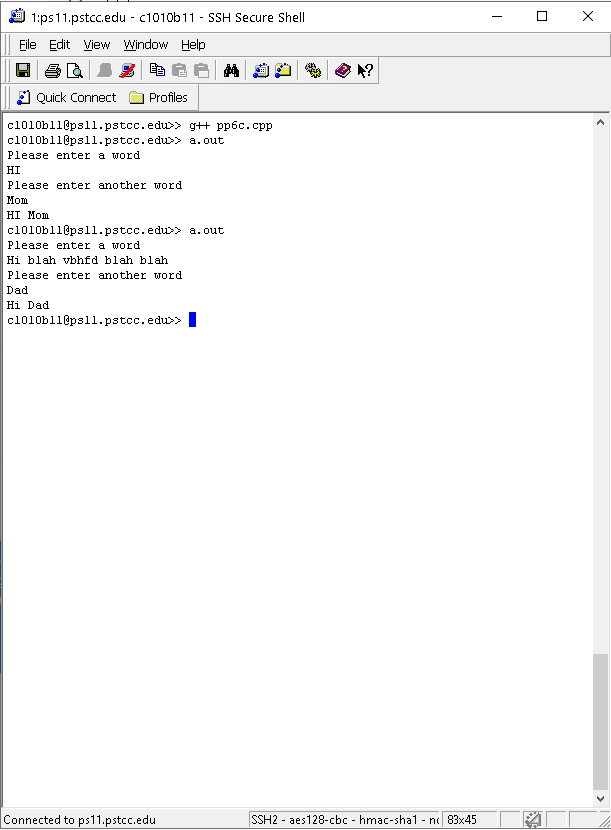 1:ps11.pstcc.edu - c1010b11 - SSH Secure Shell
File Edit View Window Help
Quick Connect Profiles
c1010b11@ps11.pstcc.edu>> g++ pp6c.cpp
c1010b11@ps11.pstcc.edu>> a.out
Please enter a word
HI
Please enter another word
Mom
HI Mom
c1010b11@ps11.pstcc.edu>> a.out
Please enter a word
Hi blah vbhfd blah blah
Please enter another word
Dad
Hi Dad
c1010b11@ps11.pstcc.edu>>
Connected to ps11.pstcc.edu SSH2 - aes128-cbc - hmac-sha1 - nc 83x45